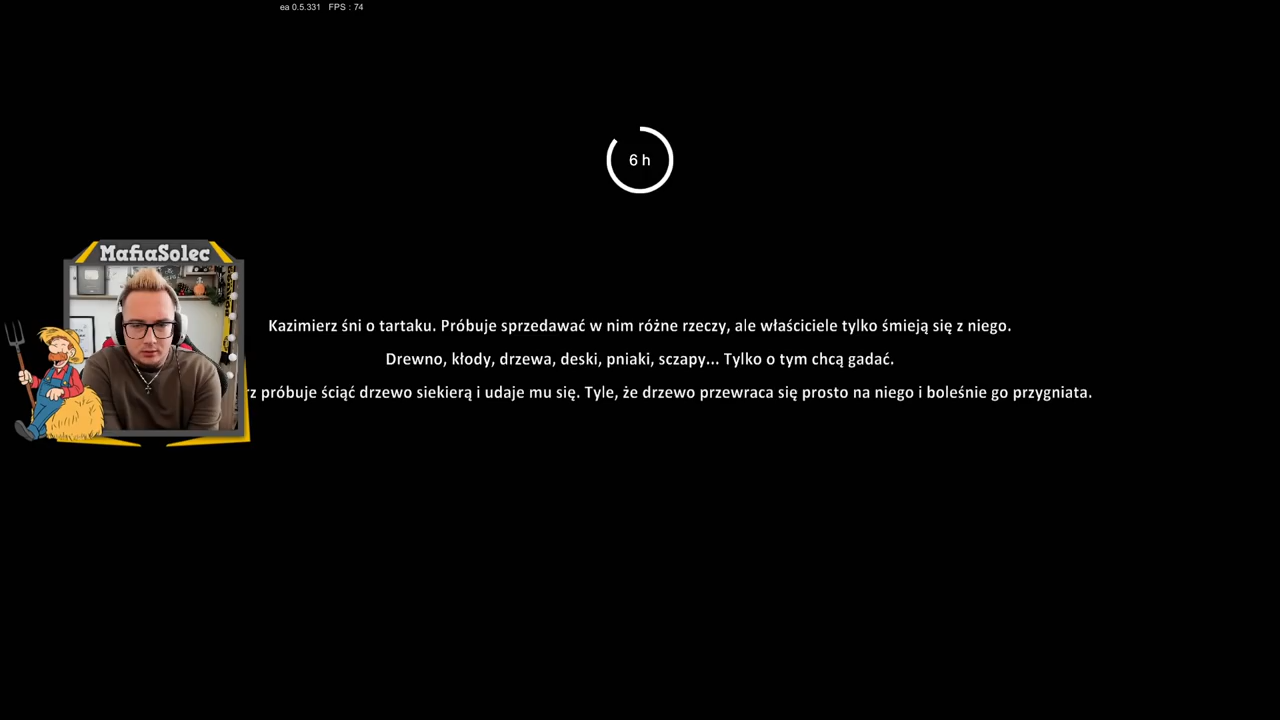 ea 0.5.331 FPS : 74
6 h
MafiaSolec
Kazimierz śni o tartaku. Próbuje sprzedawać w nim różne rzeczy, ale właściciele tylko śmieją się z niego.
Drewno, kłody, drzewa, deski, pniaki, sczapy... Tylko o tym chcą gadać.
próbuje ściąć drzewo siekierą i udaje mu się. Tyle, że drzewo przewraca się prosto na niego i boleśnie go przygniata.